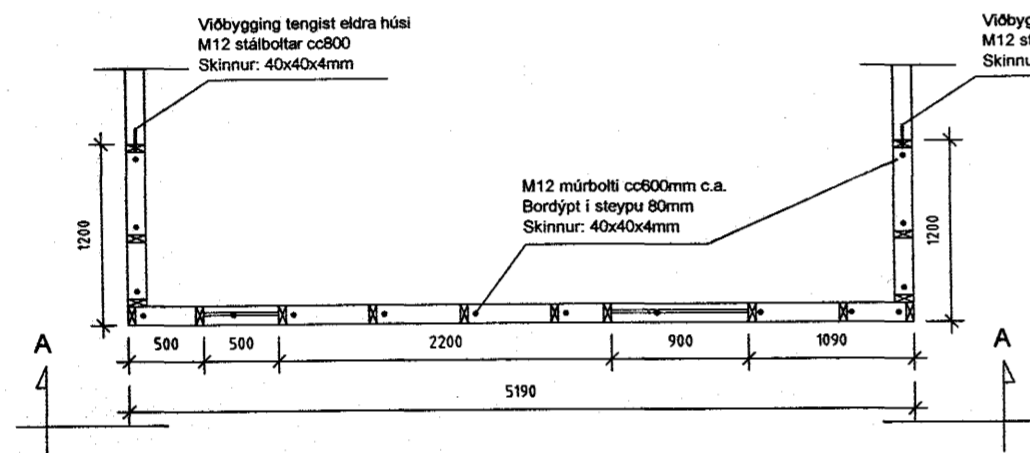 Viðbygging tengist eldra húsi
M12 stálboltar cc800
Skinnur: 40x40x4mm
M12 múrbolti cc600mm c.a.
Bordýpt í steypu 80mm
Skinnur: 40x40x4mm
1200
1200
500
500
2200
900
1090
5190
A
A